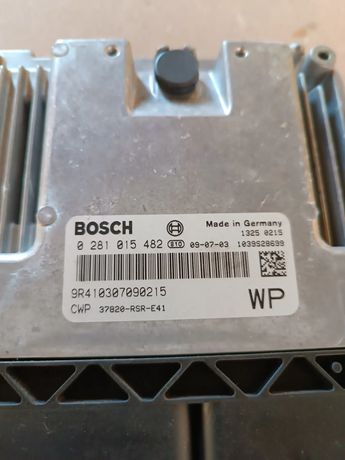 BOSCH
Made in Germany
1325 0215
0 281 015 482 S10 09-07-03 1039S28699
9R410307090215
CWP 37820-RSR-E41
WP